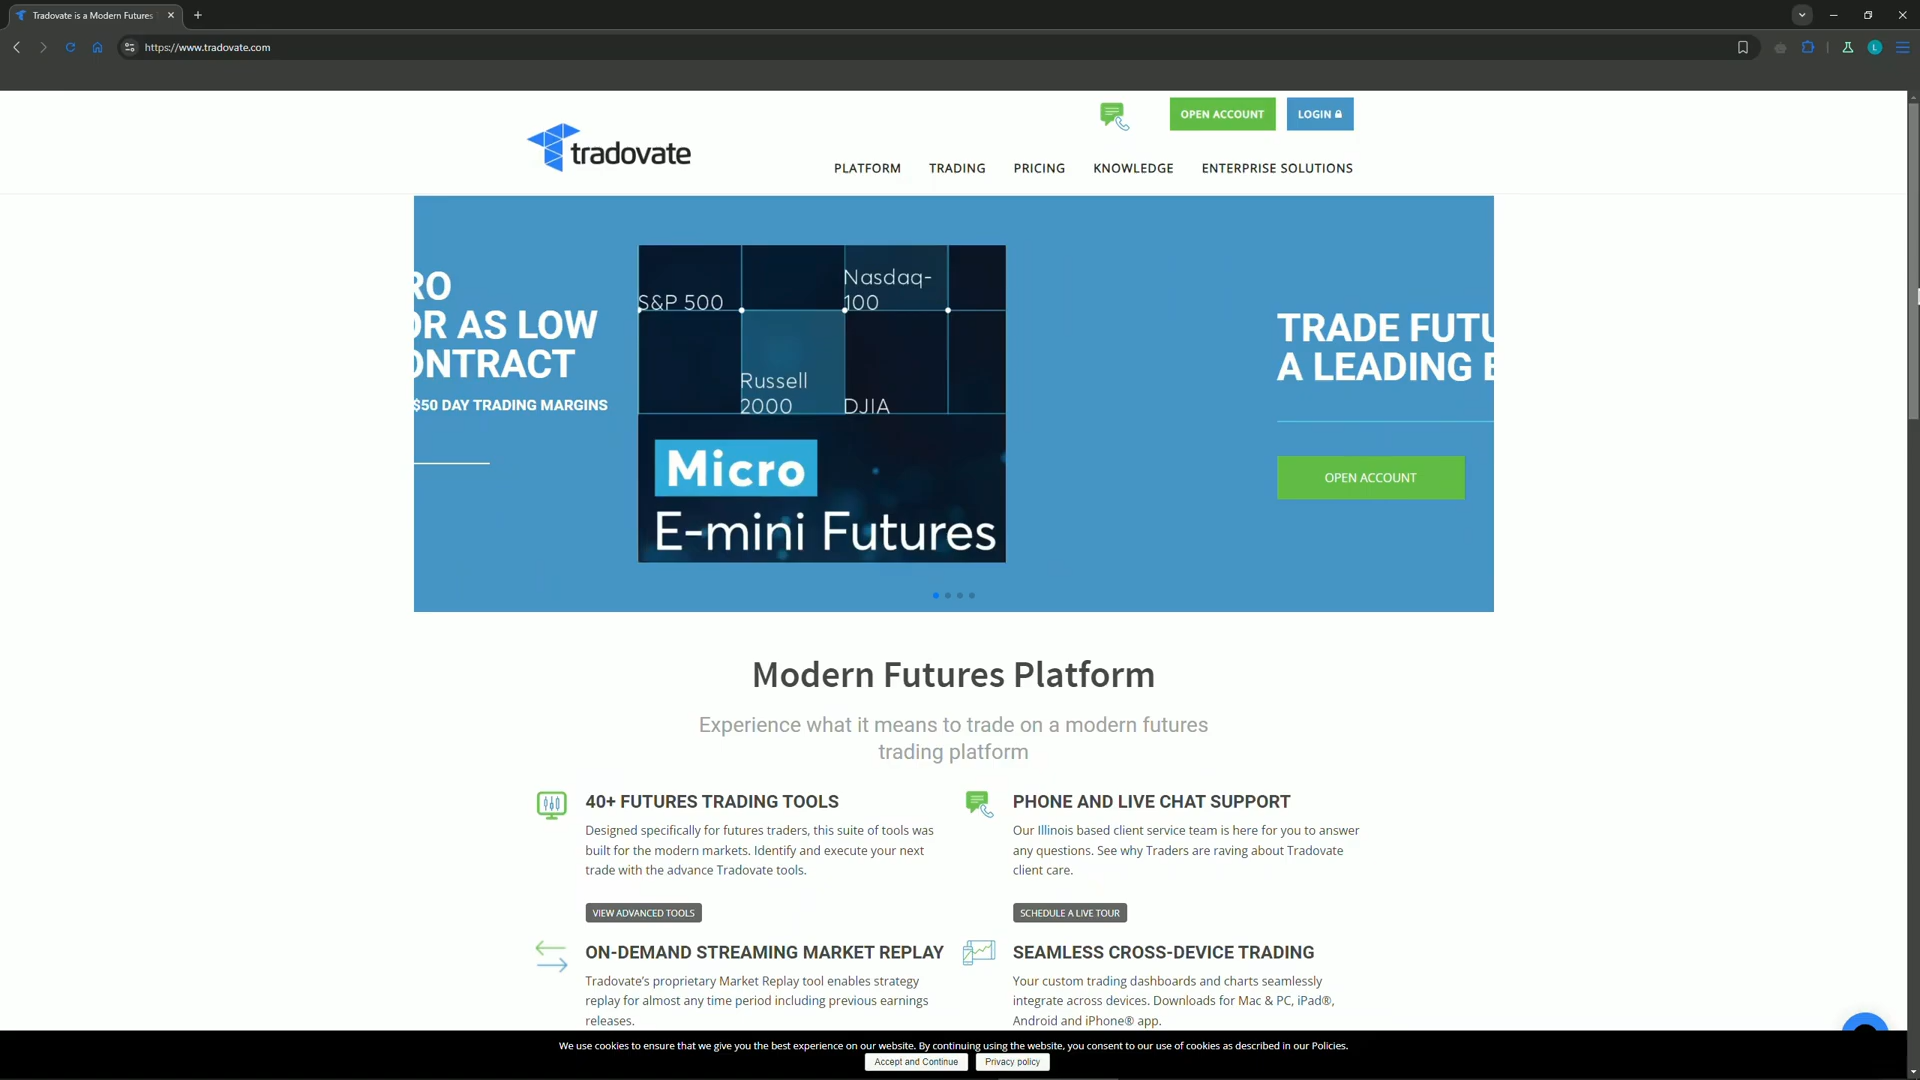 Tradovate is a Modern Futures
https://www.tradovate.com
L
OPEN ACCOUNT
LOGIN
tradovate
PLATFORM
TRADING
PRICING
KNOWLEDGE
ENTERPRISE SOLUTIONS
RO
OR AS LOW
ONTRACT
$50 DAY TRADING MARGINS
S&P 500
Nasdaq-
100
Russell
2000
DJIA
Micro
E-mini Futures
TRADE FUTU
A LEADING E
OPEN ACCOUNT
Modern Futures Platform
Experience what it means to trade on a modern futures
trading platform
40+ FUTURES TRADING TOOLS
Designed specifically for futures traders, this suite of tools was
built for the modern markets. Identify and execute your next
trade with the advance Tradovate tools.
VIEW ADVANCED TOOLS
PHONE AND LIVE CHAT SUPPORT
Our Illinois based client service team is here for you to answer
any questions. See why Traders are raving about Tradovate
client care.
SCHEDULE A LIVE TOUR
ON-DEMAND STREAMING MARKET REPLAY
Tradovate’s proprietary Market Replay tool enables strategy
replay for almost any time period including previous earnings
releases.
SEAMLESS CROSS-DEVICE TRADING
Your custom trading dashboards and charts seamlessly
integrate across devices. Downloads for Mac & PC, iPad®,
Android and iPhone® app.
We use cookies to ensure that we give you the best experience on our website. By continuing using the website, you consent to our use of cookies as described in our Policies.
Accept and Continue
Privacy policy